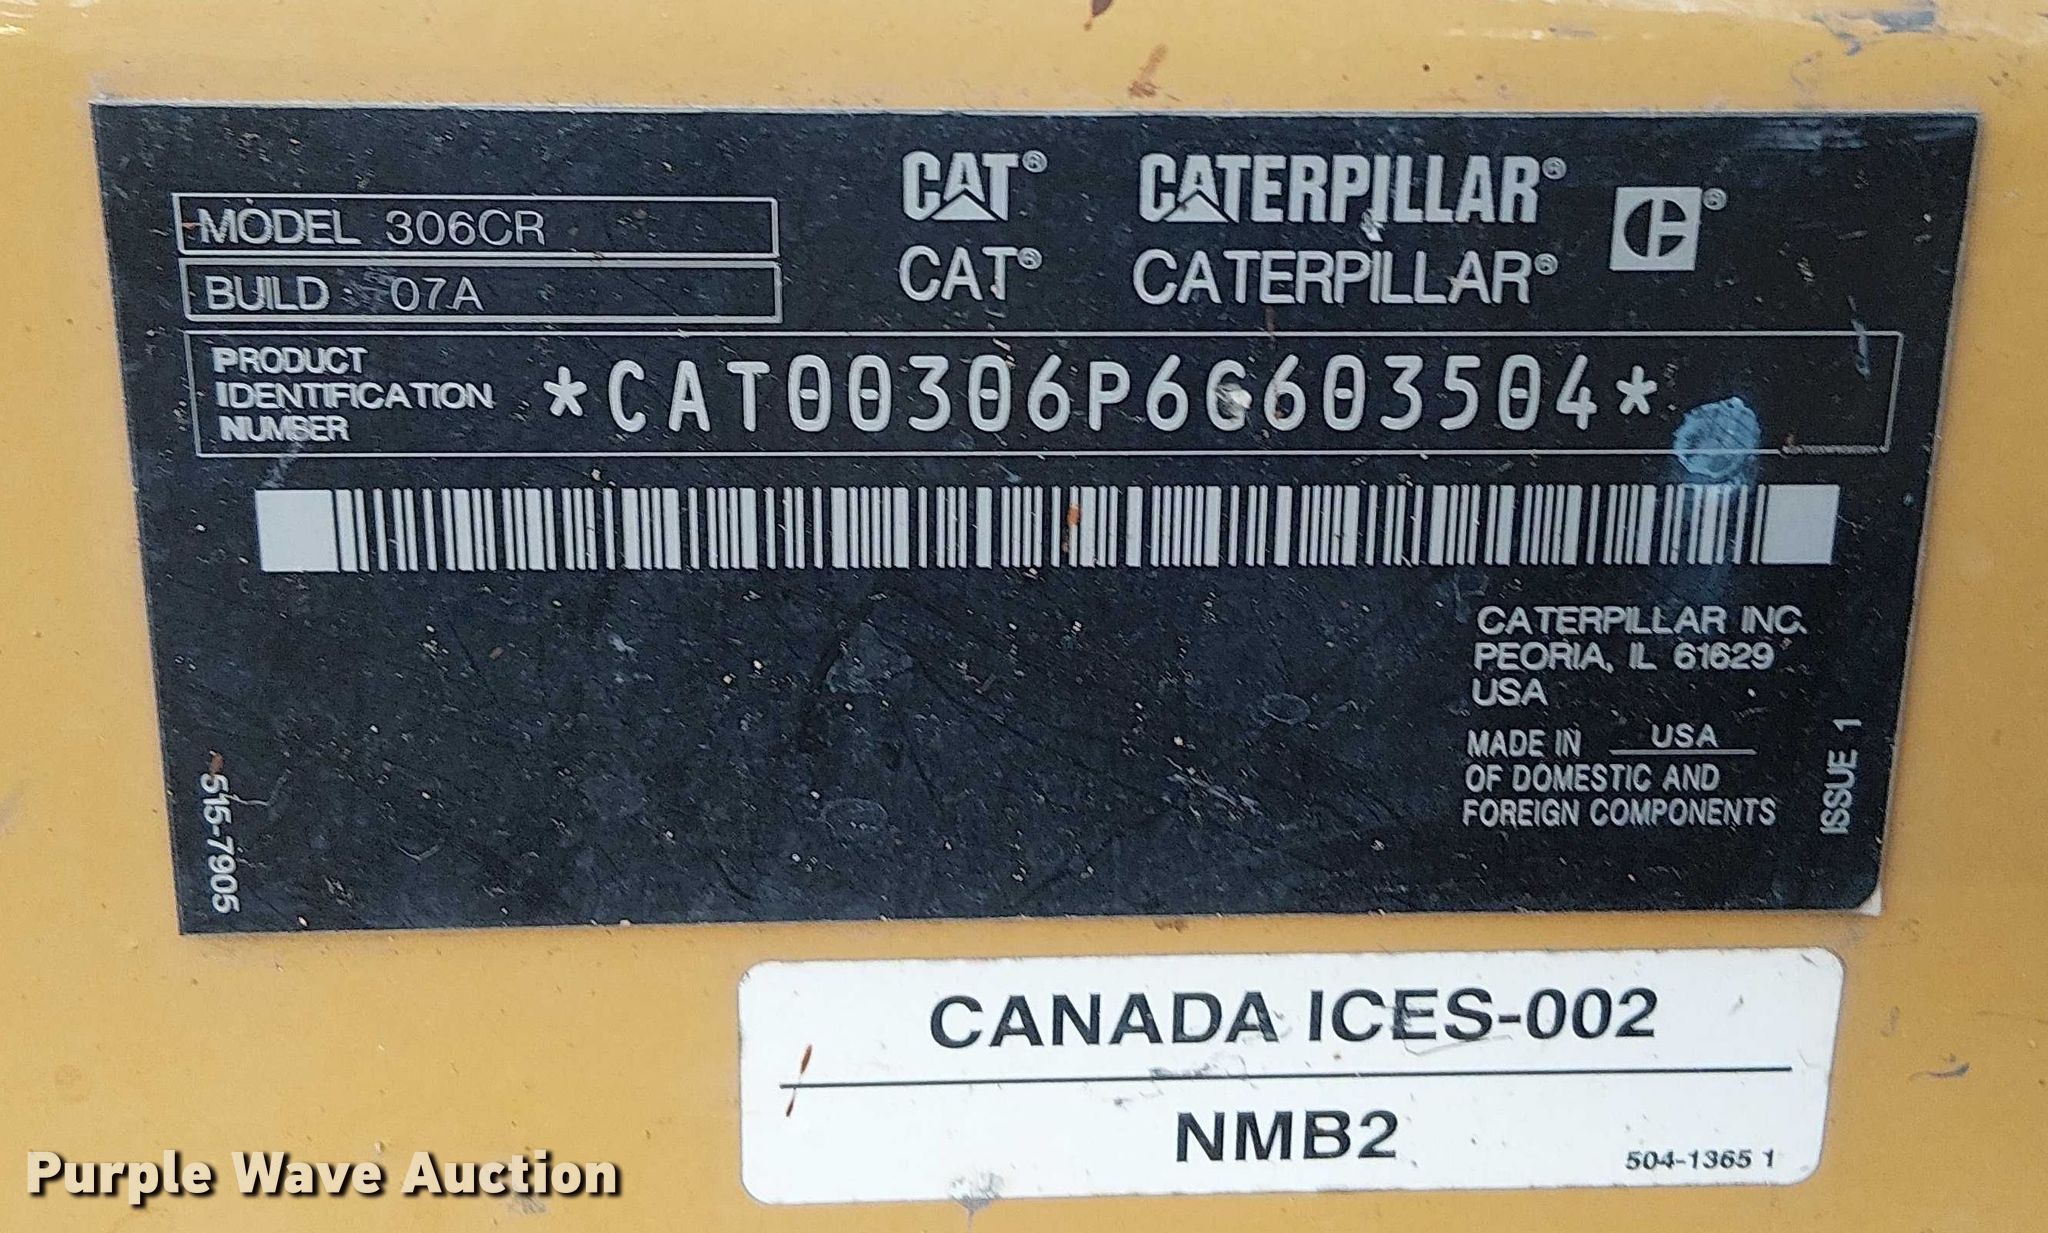 MODEL 306CR
BUILD 07A
CAT® CATERPILLAR® ®
CAT® CATERPILLAR®
PRODUCT
IDENTIFICATION
NUMBER
*CAT00306P6G603504*
CATERPILLAR INC.
PEORIA, IL 61629
USA
MADE IN USA
OF DOMESTIC AND
FOREIGN COMPONENTS
ISSUE 1
515-7905
CANADA ICES-002
NMB2
504-1365 1
Purple Wave Auction